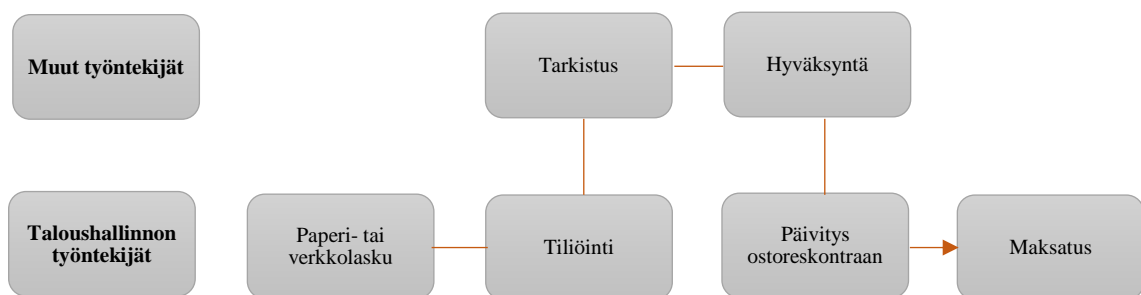 Muut työntekijät
Tarkistus
Hyväksyntä
Taloushallinnon
työntekijät
Paperi- tai
verkkolasku
Tiliöinti
Päivitys
ostoreskontraan
Maksatus